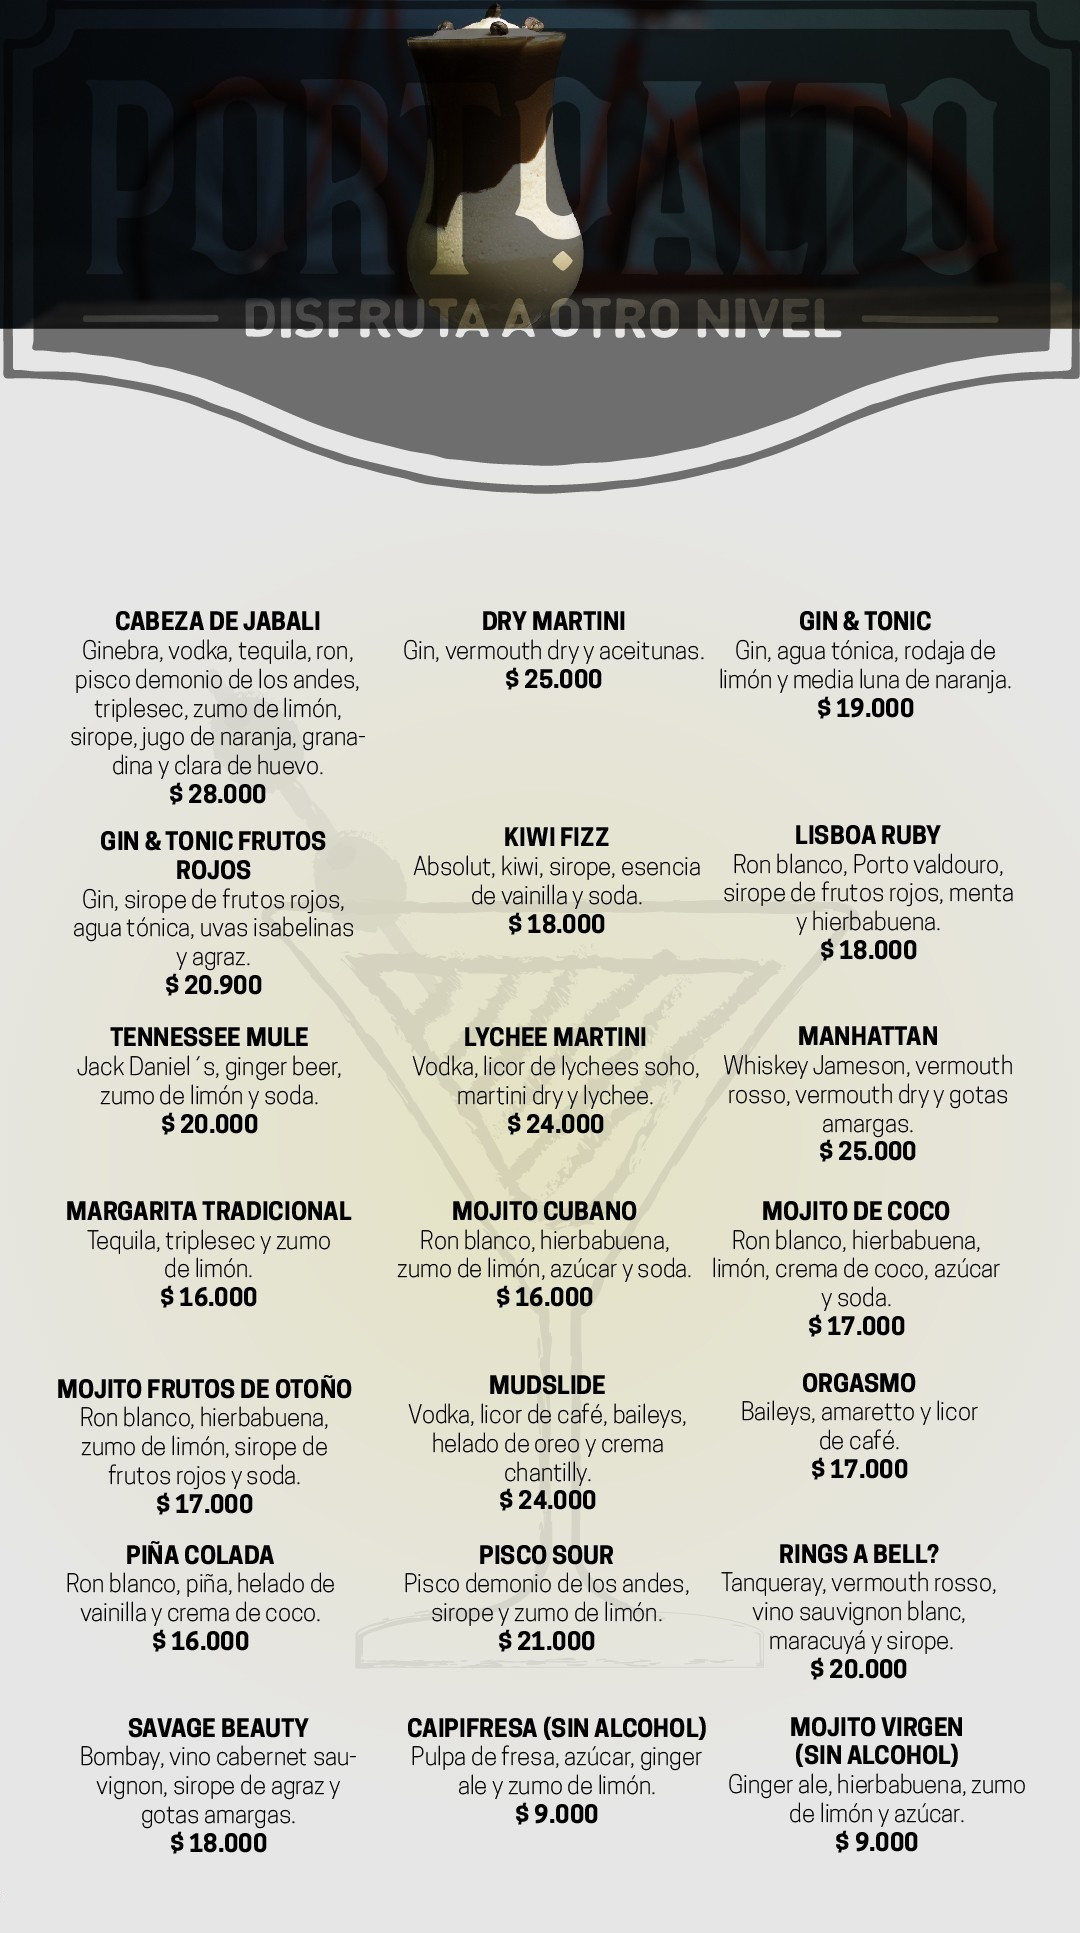 PORTOALTO
DISFRUTA A OTRO NIVEL
CABEZA DE JABALI
Ginebra, vodka, tequila, ron,
pisco demonio de los andes,
triplesec, zumo de limón,
sirope, jugo de naranja, grana-
dina y clara de huevo.
$ 28.000
DRY MARTINI
Gin, vermouth dry y aceitunas.
$ 25.000
GIN & TONIC
Gin, agua tónica, rodaja de
limón y media luna de naranja.
$ 19.000
GIN & TONIC FRUTOS
ROJOS
Gin, sirope de frutos rojos,
agua tónica, uvas isabelinas
y agraz.
$ 20.900
KIWI FIZZ
Absolut, kiwi, sirope, esencia
de vainilla y soda.
$ 18.000
LISBOA RUBY
Ron blanco, Porto valdouro,
sirope de frutos rojos, menta
y hierbabuena.
$ 18.000
TENNESSEE MULE
Jack Daniel´s, ginger beer,
zumo de limón y soda.
$ 20.000
LYCHEE MARTINI
Vodka, licor de lychees soho,
martini dry y lychee.
$ 24.000
MANHATTAN
Whiskey Jameson, vermouth
rosso, vermouth dry y gotas
amargas.
$ 25.000
MARGARITA TRADICIONAL
Tequila, triplesec y zumo
de limón.
$ 16.000
MOJITO CUBANO
Ron blanco, hierbabuena,
zumo de limón, azúcar y soda.
$ 16.000
MOJITO DE COCO
Ron blanco, hierbabuena,
limón, crema de coco, azúcar
y soda.
$ 17.000
MOJITO FRUTOS DE OTOÑO
Ron blanco, hierbabuena,
zumo de limón, sirope de
frutos rojos y soda.
$ 17.000
MUDSLIDE
Vodka, licor de café, baileys,
helado de oreo y crema
chantilly.
$ 24.000
ORGASMO
Baileys, amaretto y licor
de café.
$ 17.000
PIÑA COLADA
Ron blanco, piña, helado de
vainilla y crema de coco.
$ 16.000
PISCO SOUR
Pisco demonio de los andes,
sirope y zumo de limón.
$ 21.000
RINGS A BELL?
Tanqueray, vermouth rosso,
vino sauvignon blanc,
maracuyá y sirope.
$ 20.000
SAVAGE BEAUTY
Bombay, vino cabernet sau-
vignon, sirope de agraz y
gotas amargas.
$ 18.000
CAIPIFRESA (SIN ALCOHOL)
Pulpa de fresa, azúcar, ginger
ale y zumo de limón.
$ 9.000
MOJITO VIRGEN
(SIN ALCOHOL)
Ginger ale, hierbabuena, zumo
de limón y azúcar.
$ 9.000